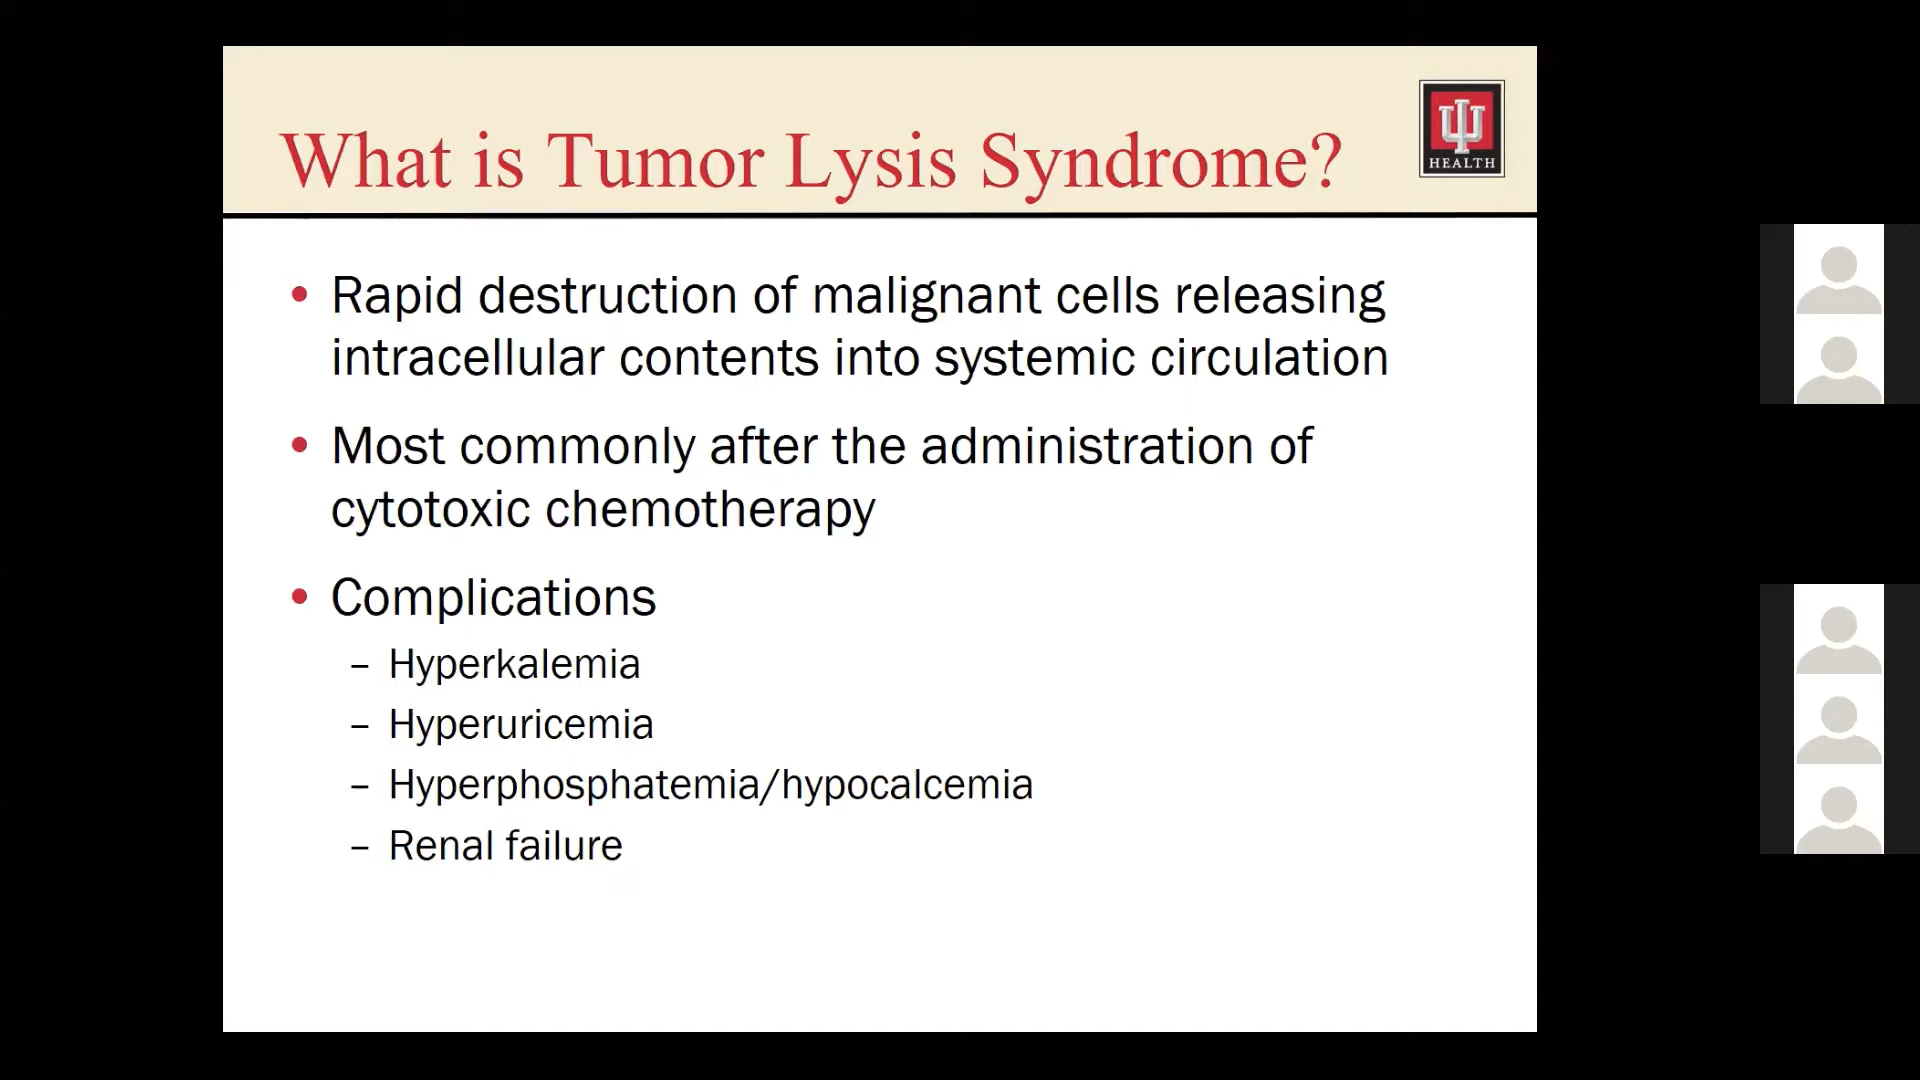 What is Tumor Lysis Syndrome?
HEALTH
• Rapid destruction of malignant cells releasing
intracellular contents into systemic circulation
• Most commonly after the administration of
cytotoxic chemotherapy
• Complications
– Hyperkalemia
– Hyperuricemia
– Hyperphosphatemia/hypocalcemia
– Renal failure